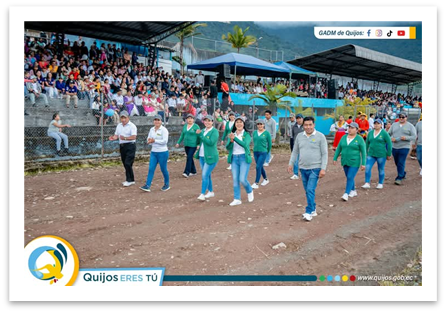 GADM de Quijos:
Quijos ERES TÚ
www.quijos.gob.ec